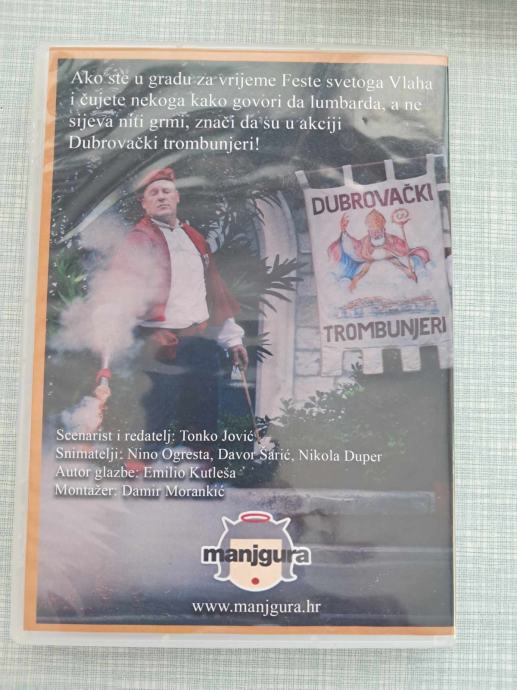 Ako ste u gradu za vrijeme Feste svetoga Vlaha
i čujete nekoga kako govori da lumbarda, a ne
sijeva niti grmi, znači da su u akciji
Dubrovački trombunjeri!
DUBROVAČKI
TROMBUNJERI
Scenarist i redatelj: Tonko Jović
Snimatelji: Nino Ogresta, Davor Šarić, Nikola Duper
Autor glazbe: Emilio Kutleša
Montažer: Damir Morankić
manjgura
www.manjgura.hr